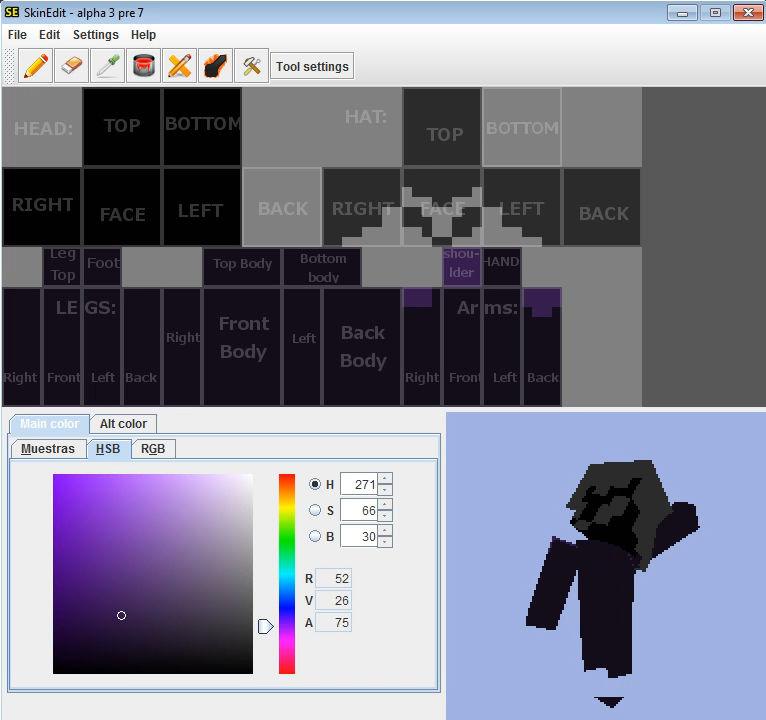 SE SkinEdit - alpha 3 pre 7
File Edit Settings Help
Tool settings
HEAD: TOP BOTTOM HAT: TOP BOTTOM
RIGHT FACE LEFT BACK RIGHT FACE LEFT BACK
Leg Top Foot Top Body Bottom body shou-lder HAND
LEGS: Arms:
Right Front Left Back Right Front Body Left Back Body Right Front Left Back
Main color Alt color
Muestras HSB RGB
H 271
S 66
B 30
R 52
V 26
A 75